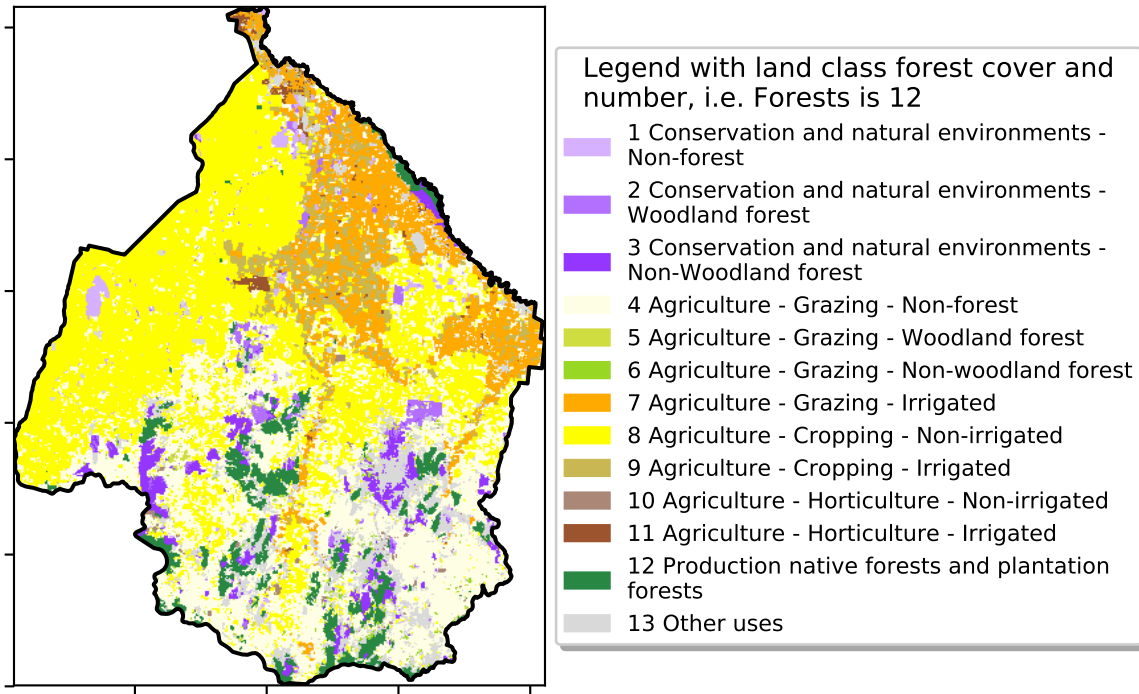 Legend with land class forest cover and
number, i.e. Forests is 12
1 Conservation and natural environments -
Non-forest
2 Conservation and natural environments -
Woodland forest
3 Conservation and natural environments -
Non-Woodland forest
4 Agriculture - Grazing - Non-forest
5 Agriculture - Grazing - Woodland forest
6 Agriculture - Grazing - Non-woodland forest
7 Agriculture - Grazing - Irrigated
8 Agriculture - Cropping - Non-irrigated
9 Agriculture - Cropping - Irrigated
10 Agriculture - Horticulture - Non-irrigated
11 Agriculture - Horticulture - Irrigated
12 Production native forests and plantation
forests
13 Other uses